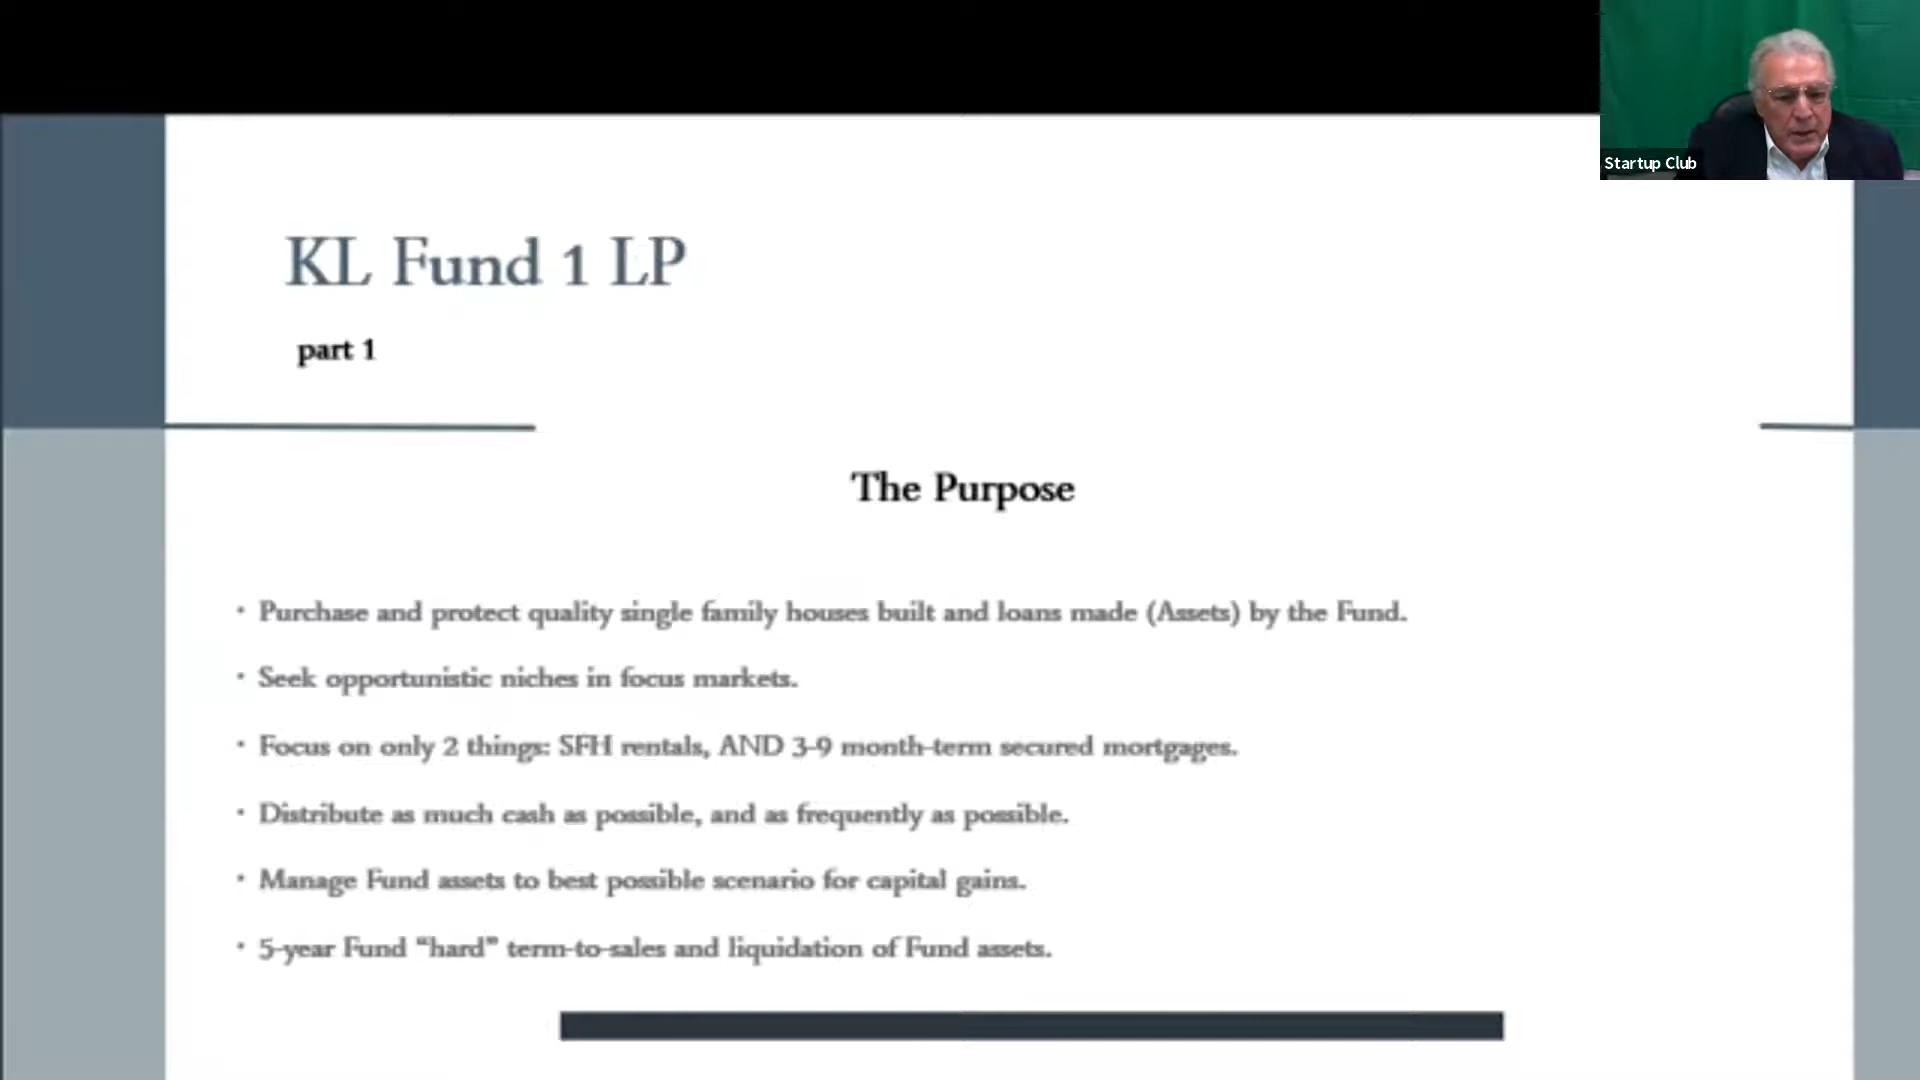 Startup Club
KL Fund 1 LP
part 1
The Purpose
• Purchase and protect quality single family houses built and loans made (Assets) by the Fund.
• Seek opportunistic niches in focus markets.
• Focus on only 2 things: SFH rentals, AND 3-9 month-term secured mortgages.
• Distribute as much cash as possible, and as frequently as possible.
• Manage Fund assets to best possible scenario for capital gains.
• 5-year Fund “hard” term-to-sales and liquidation of Fund assets.